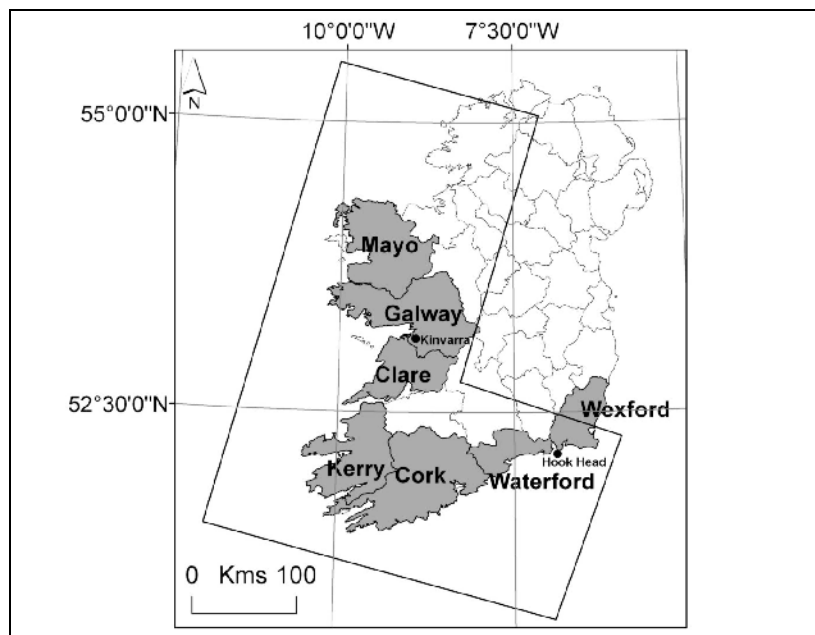 10°0'0"W 7°30'0"W
N
55°0'0"N
Mayo
Galway
Kinvarra
Clare
52°30'0"N
Wexford
Hook Head
Kerry
Cork
Waterford
0 Kms 100